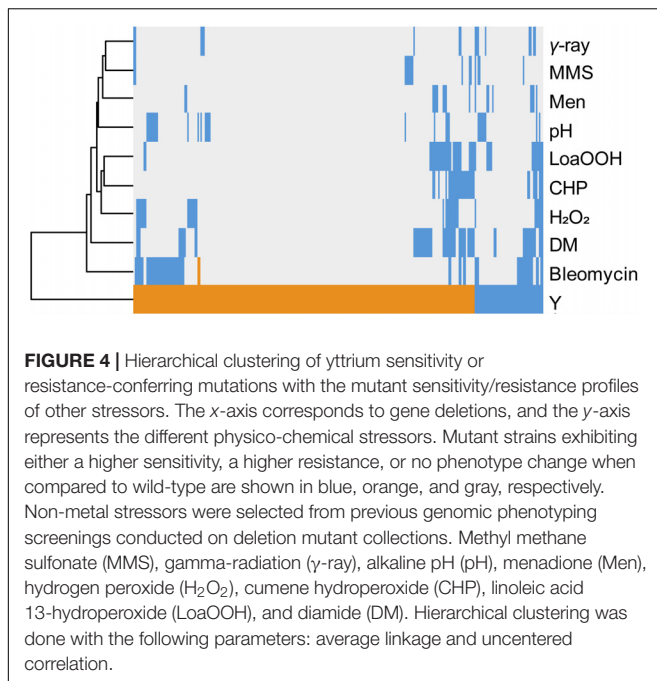 γ-ray
MMS
Men
pH
LoaOOH
CHP
H₂O₂
DM
Bleomycin
Y
FIGURE 4 | Hierarchical clustering of yttrium sensitivity or
resistance-conferring mutations with the mutant sensitivity/resistance profiles
of other stressors. The x-axis corresponds to gene deletions, and the y-axis
represents the different physico-chemical stressors. Mutant strains exhibiting
either a higher sensitivity, a higher resistance, or no phenotype change when
compared to wild-type are shown in blue, orange, and gray, respectively.
Non-metal stressors were selected from previous genomic phenotyping
screenings conducted on deletion mutant collections. Methyl methane
sulfonate (MMS), gamma-radiation (γ-ray), alkaline pH (pH), menadione (Men),
hydrogen peroxide (H₂O₂), cumene hydroperoxide (CHP), linoleic acid
13-hydroperoxide (LoaOOH), and diamide (DM). Hierarchical clustering was
done with the following parameters: average linkage and uncentered
correlation.